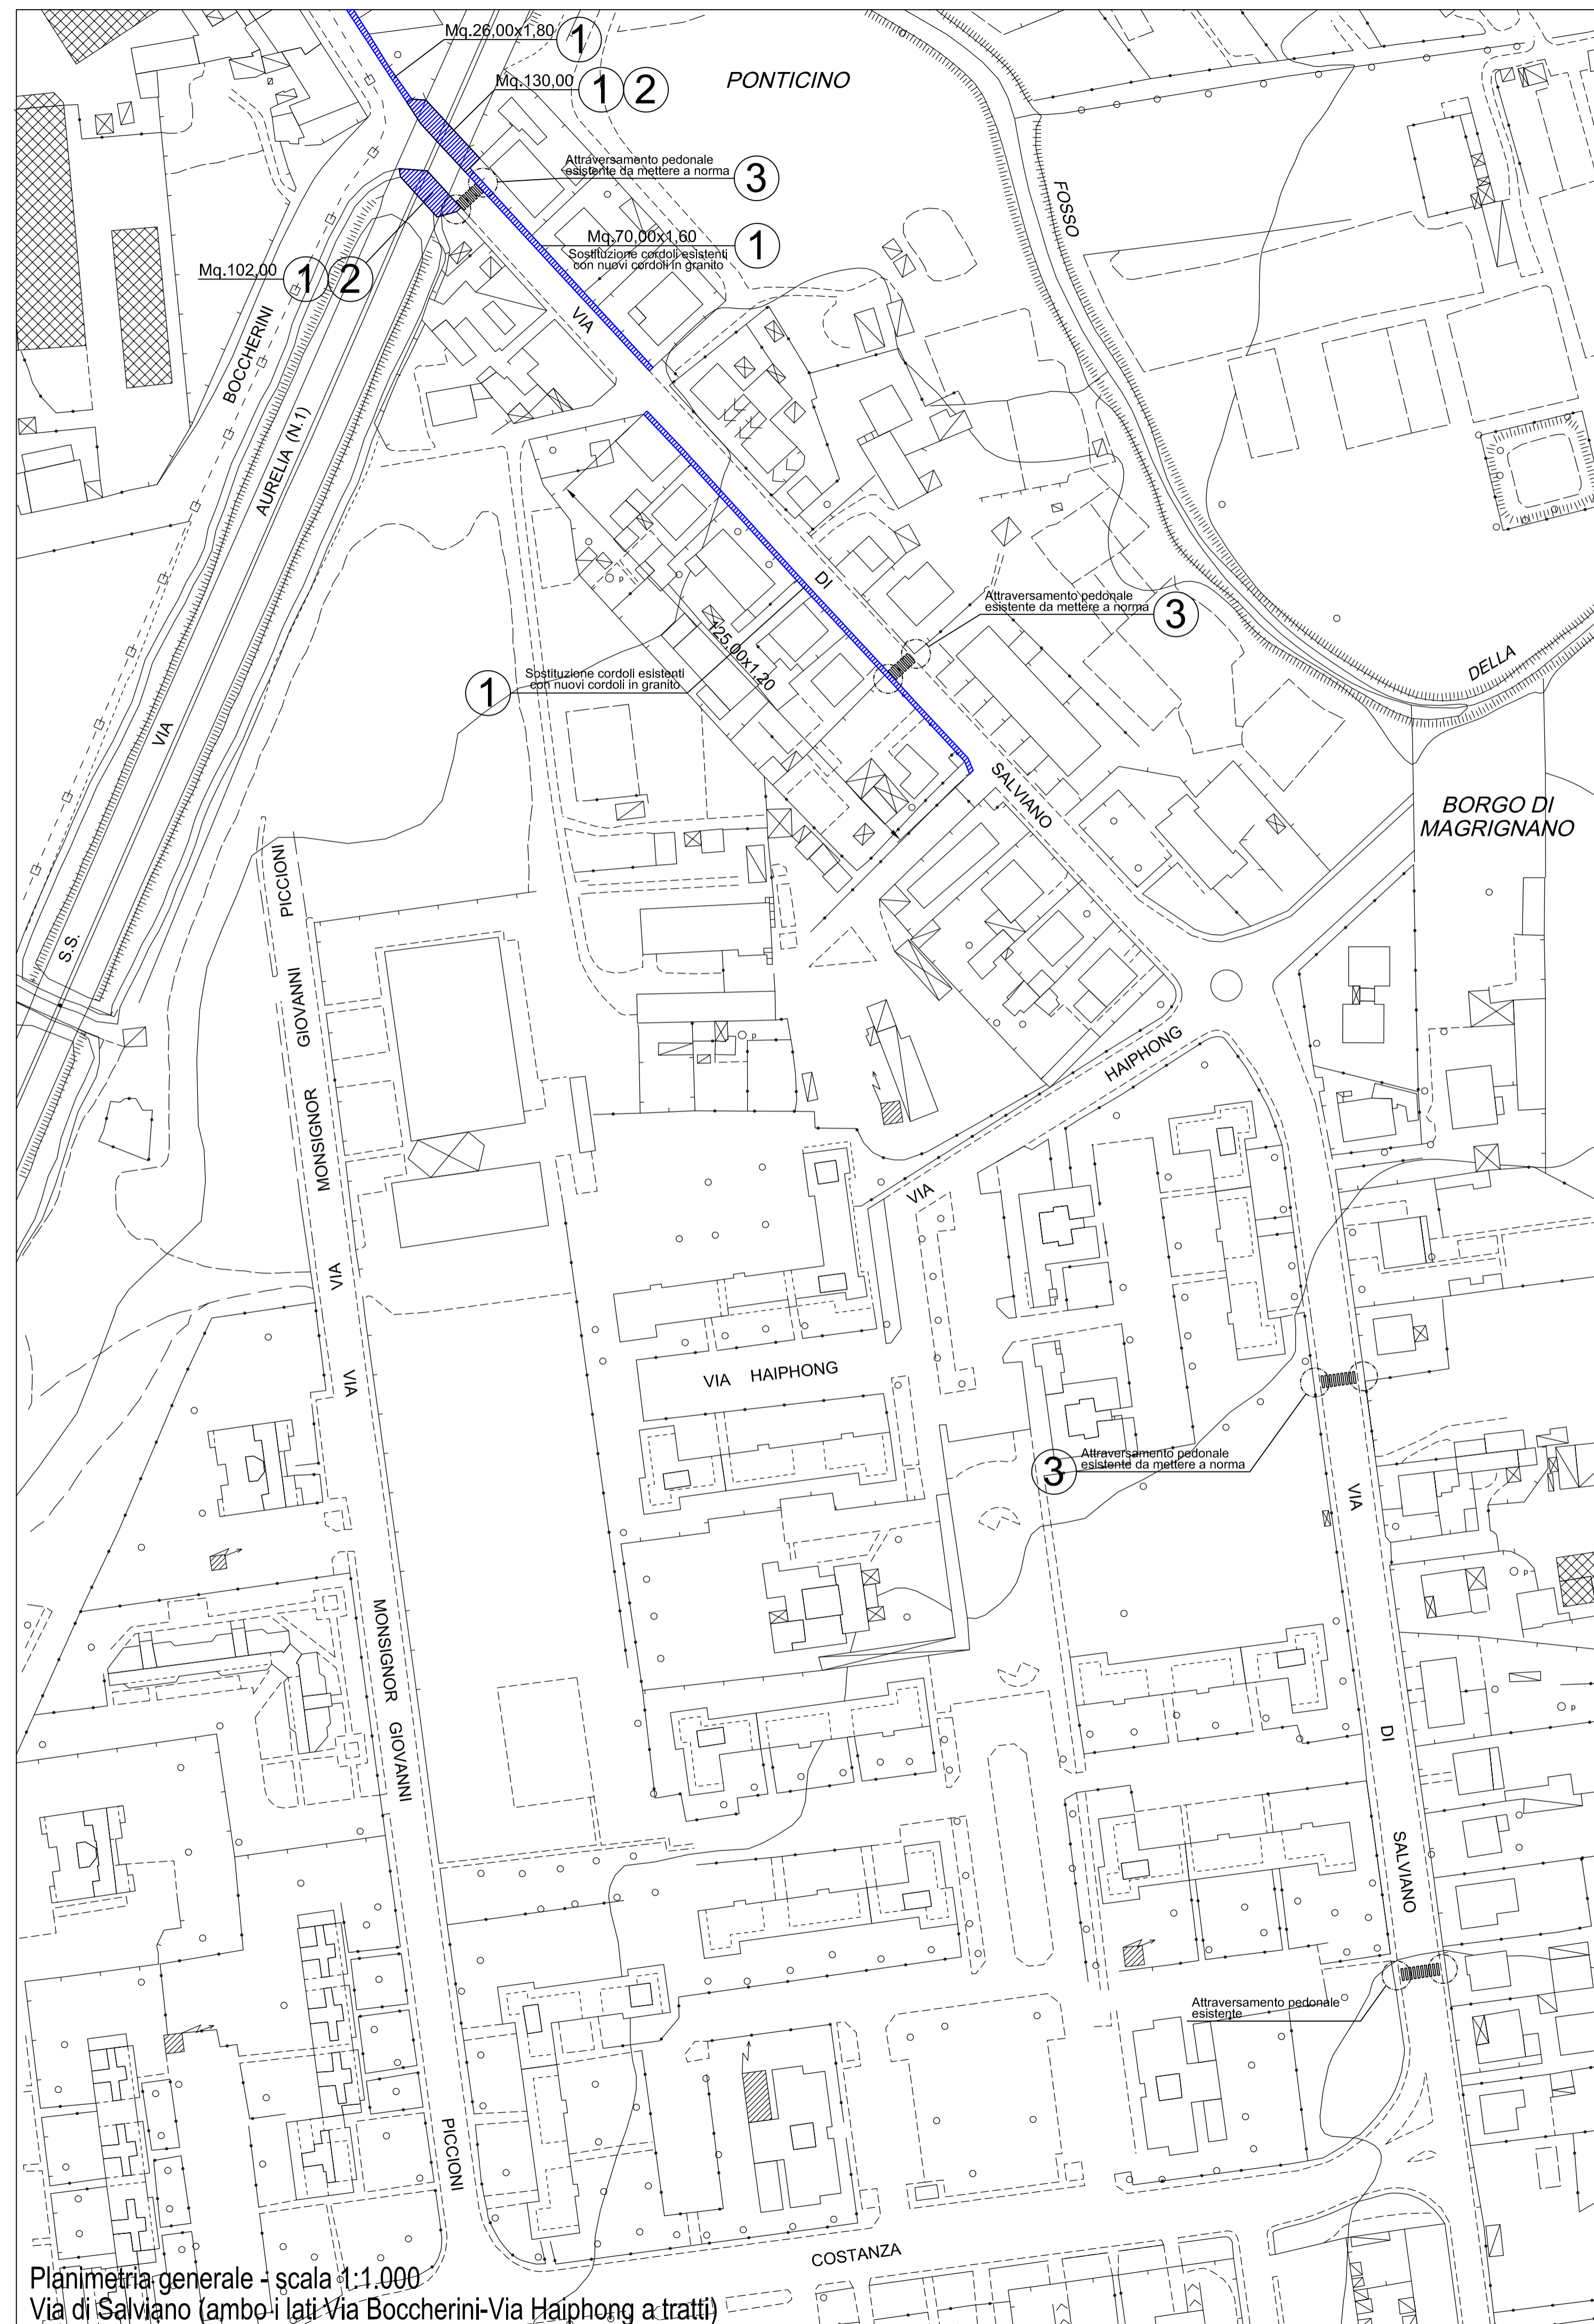 Mq.26,00x1,80
1
Mq.130,00
1 2
PONTICINO
Attraversamento pedonale
esistente da mettere a norma
3
Mq.70,00x1,60
1
Sostituzione cordoli esistenti
con nuovi cordoli in granito
Mq.102,00
1 2
BOCCHERINI
AURELIA (N.1)
VIA
S.S.
FOSSO
DELLA
VIA
DI
SALVIANO
Attraversamento pedonale
esistente da mettere a norma
3
p
125,00x1,20
1
Sostituzione cordoli esistenti
con nuovi cordoli in granito
BORGO DI
MAGRIGNANO
PICCIONI
GIOVANNI
MONSIGNOR
VIA
p
HAIPHONG
VIA
VIA HAIPHONG
VIA
3
Attraversamento pedonale
esistente da mettere a norma
VIA
DI
SALVIANO
p
p
MONSIGNOR
GIOVANNI
PICCIONI
Attraversamento pedonale
esistente
COSTANZA
Planimetria generale - scala 1:1.000
Via di Salviano (ambo i lati Via Boccherini-Via Haiphong a tratti)